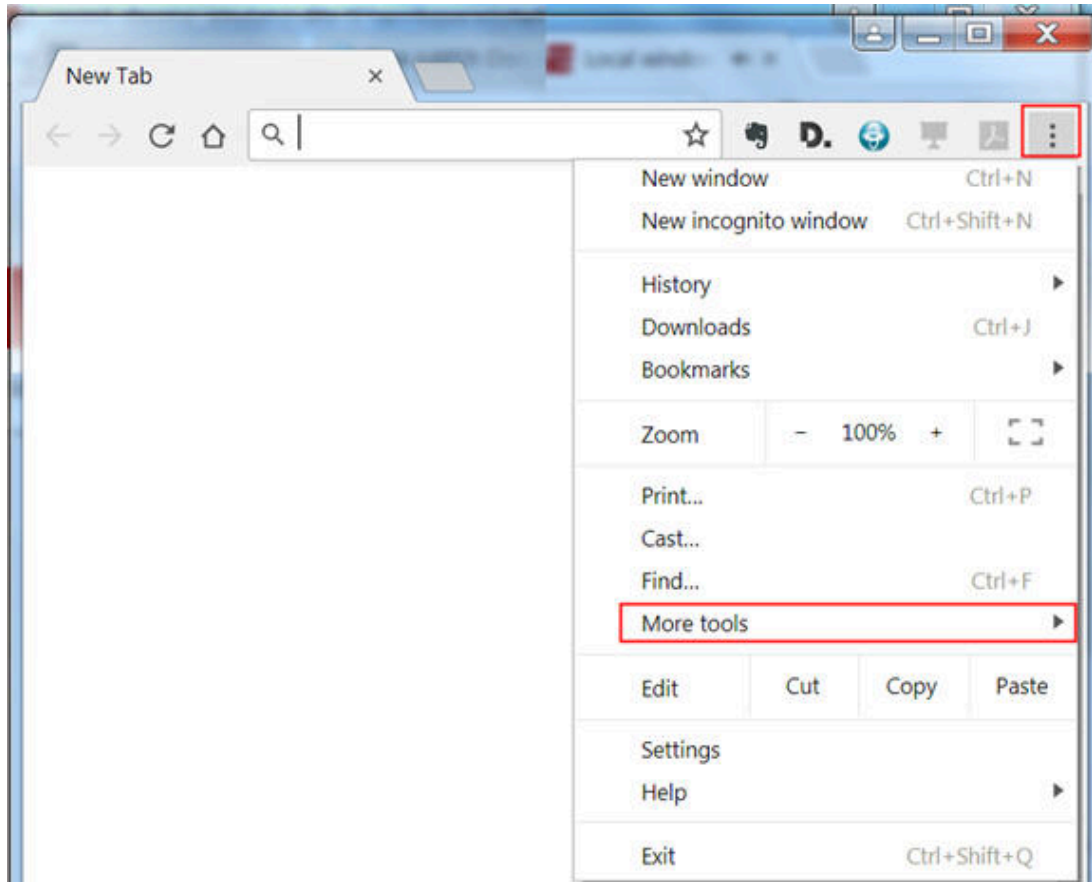 New Tab
D.
New window Ctrl+N
New incognito window Ctrl+Shift+N
History
Downloads Ctrl+J
Bookmarks
Zoom - 100% +
Print... Ctrl+P
Cast...
Find... Ctrl+F
More tools
Edit Cut Copy Paste
Settings
Help
Exit Ctrl+Shift+Q